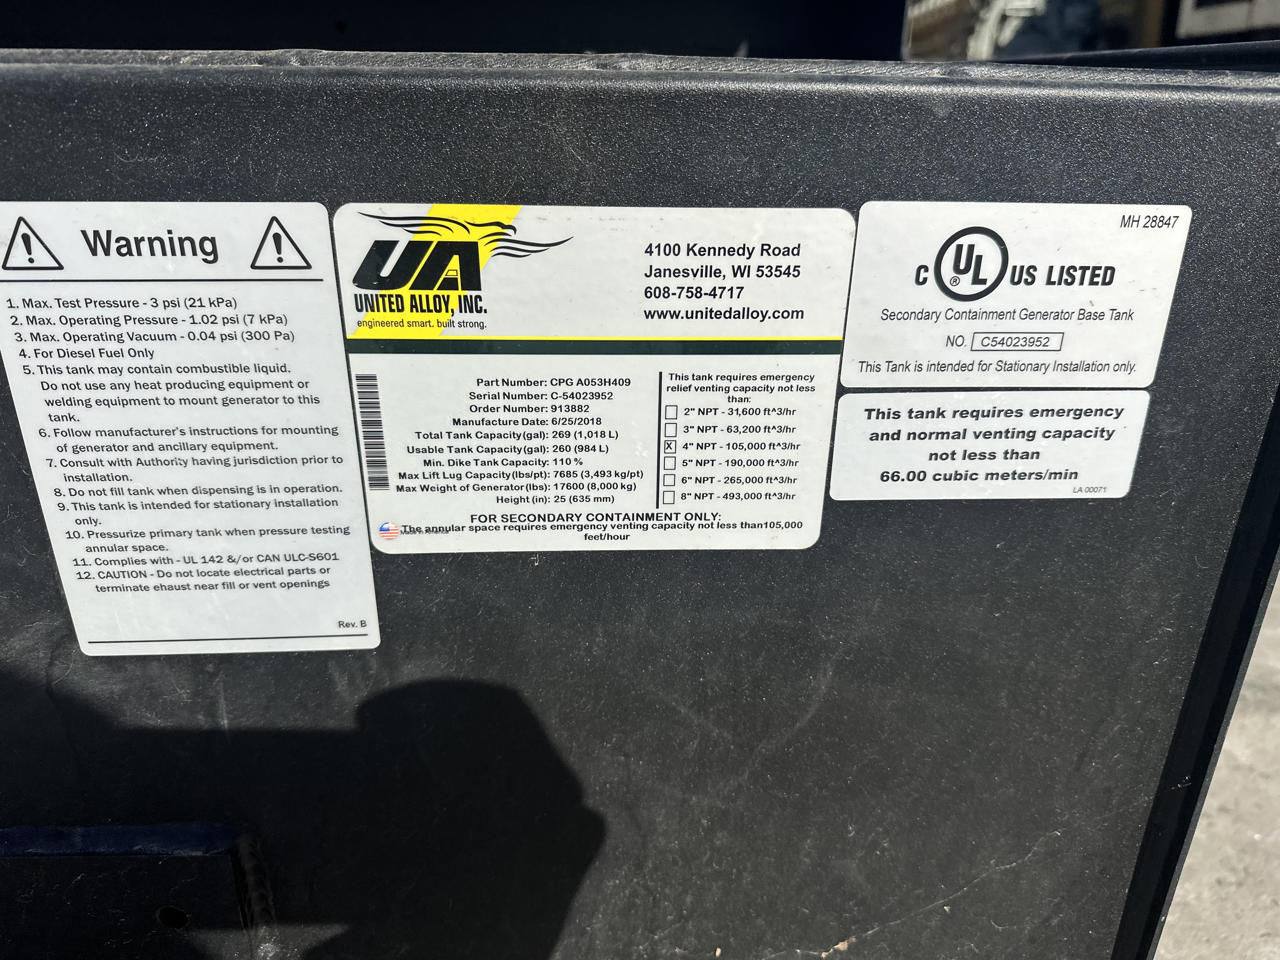 Warning
1. Max. Test Pressure - 3 psi (21 kPa)
2. Max. Operating Pressure - 1.02 psi (7 kPa)
3. Max. Operating Vacuum - 0.04 psi (300 Pa)
4. For Diesel Fuel Only
5. This tank may contain combustible liquid.
Do not use any heat producing equipment or
welding equipment to mount generator to this
tank.
6. Follow manufacturer's instructions for mounting
of generator and ancillary equipment.
7. Consult with Authority having jurisdiction prior to
installation.
8. Do not fill tank when dispensing is in operation.
9. This tank is intended for stationary installation
only.
10. Pressurize primary tank when pressure testing
annular space.
11. Complies with - UL 142 &/or CAN ULC-S601
12. CAUTION - Do not locate electrical parts or
terminate ehaust near fill or vent openings
Rev. B
UA
UNITED ALLOY, INC.
engineered smart. built strong.
4100 Kennedy Road
Janesville, WI 53545
608-758-4717
www.unitedalloy.com
Part Number: CPG A053H409
Serial Number: C-54023952
Order Number: 913882
Manufacture Date: 6/25/2018
Total Tank Capacity(gal): 269 (1,018 L)
Usable Tank Capacity(gal): 260 (984 L)
Min. Dike Tank Capacity: 110 %
Max Lift Lug Capacity(lbs/pt): 7685 (3,493 kg/pt)
Max Weight of Generator(lbs): 17600 (8,000 kg)
Height (in): 25 (635 mm)
This tank requires emergency
relief venting capacity not less
than:
2" NPT - 31,600 ft^3/hr
3" NPT - 63,200 ft^3/hr
X 4" NPT - 105,000 ft^3/hr
5" NPT - 190,000 ft^3/hr
6" NPT - 265,000 ft^3/hr
8" NPT - 493,000 ft^3/hr
FOR SECONDARY CONTAINMENT ONLY:
The annular space requires emergency venting capacity not less than105,000
feet/hour
MH 28847
C UL ® US LISTED
Secondary Containment Generator Base Tank
NO. C54023952
This Tank is intended for Stationary Installation only.
This tank requires emergency
and normal venting capacity
not less than
66.00 cubic meters/min
LA 00071